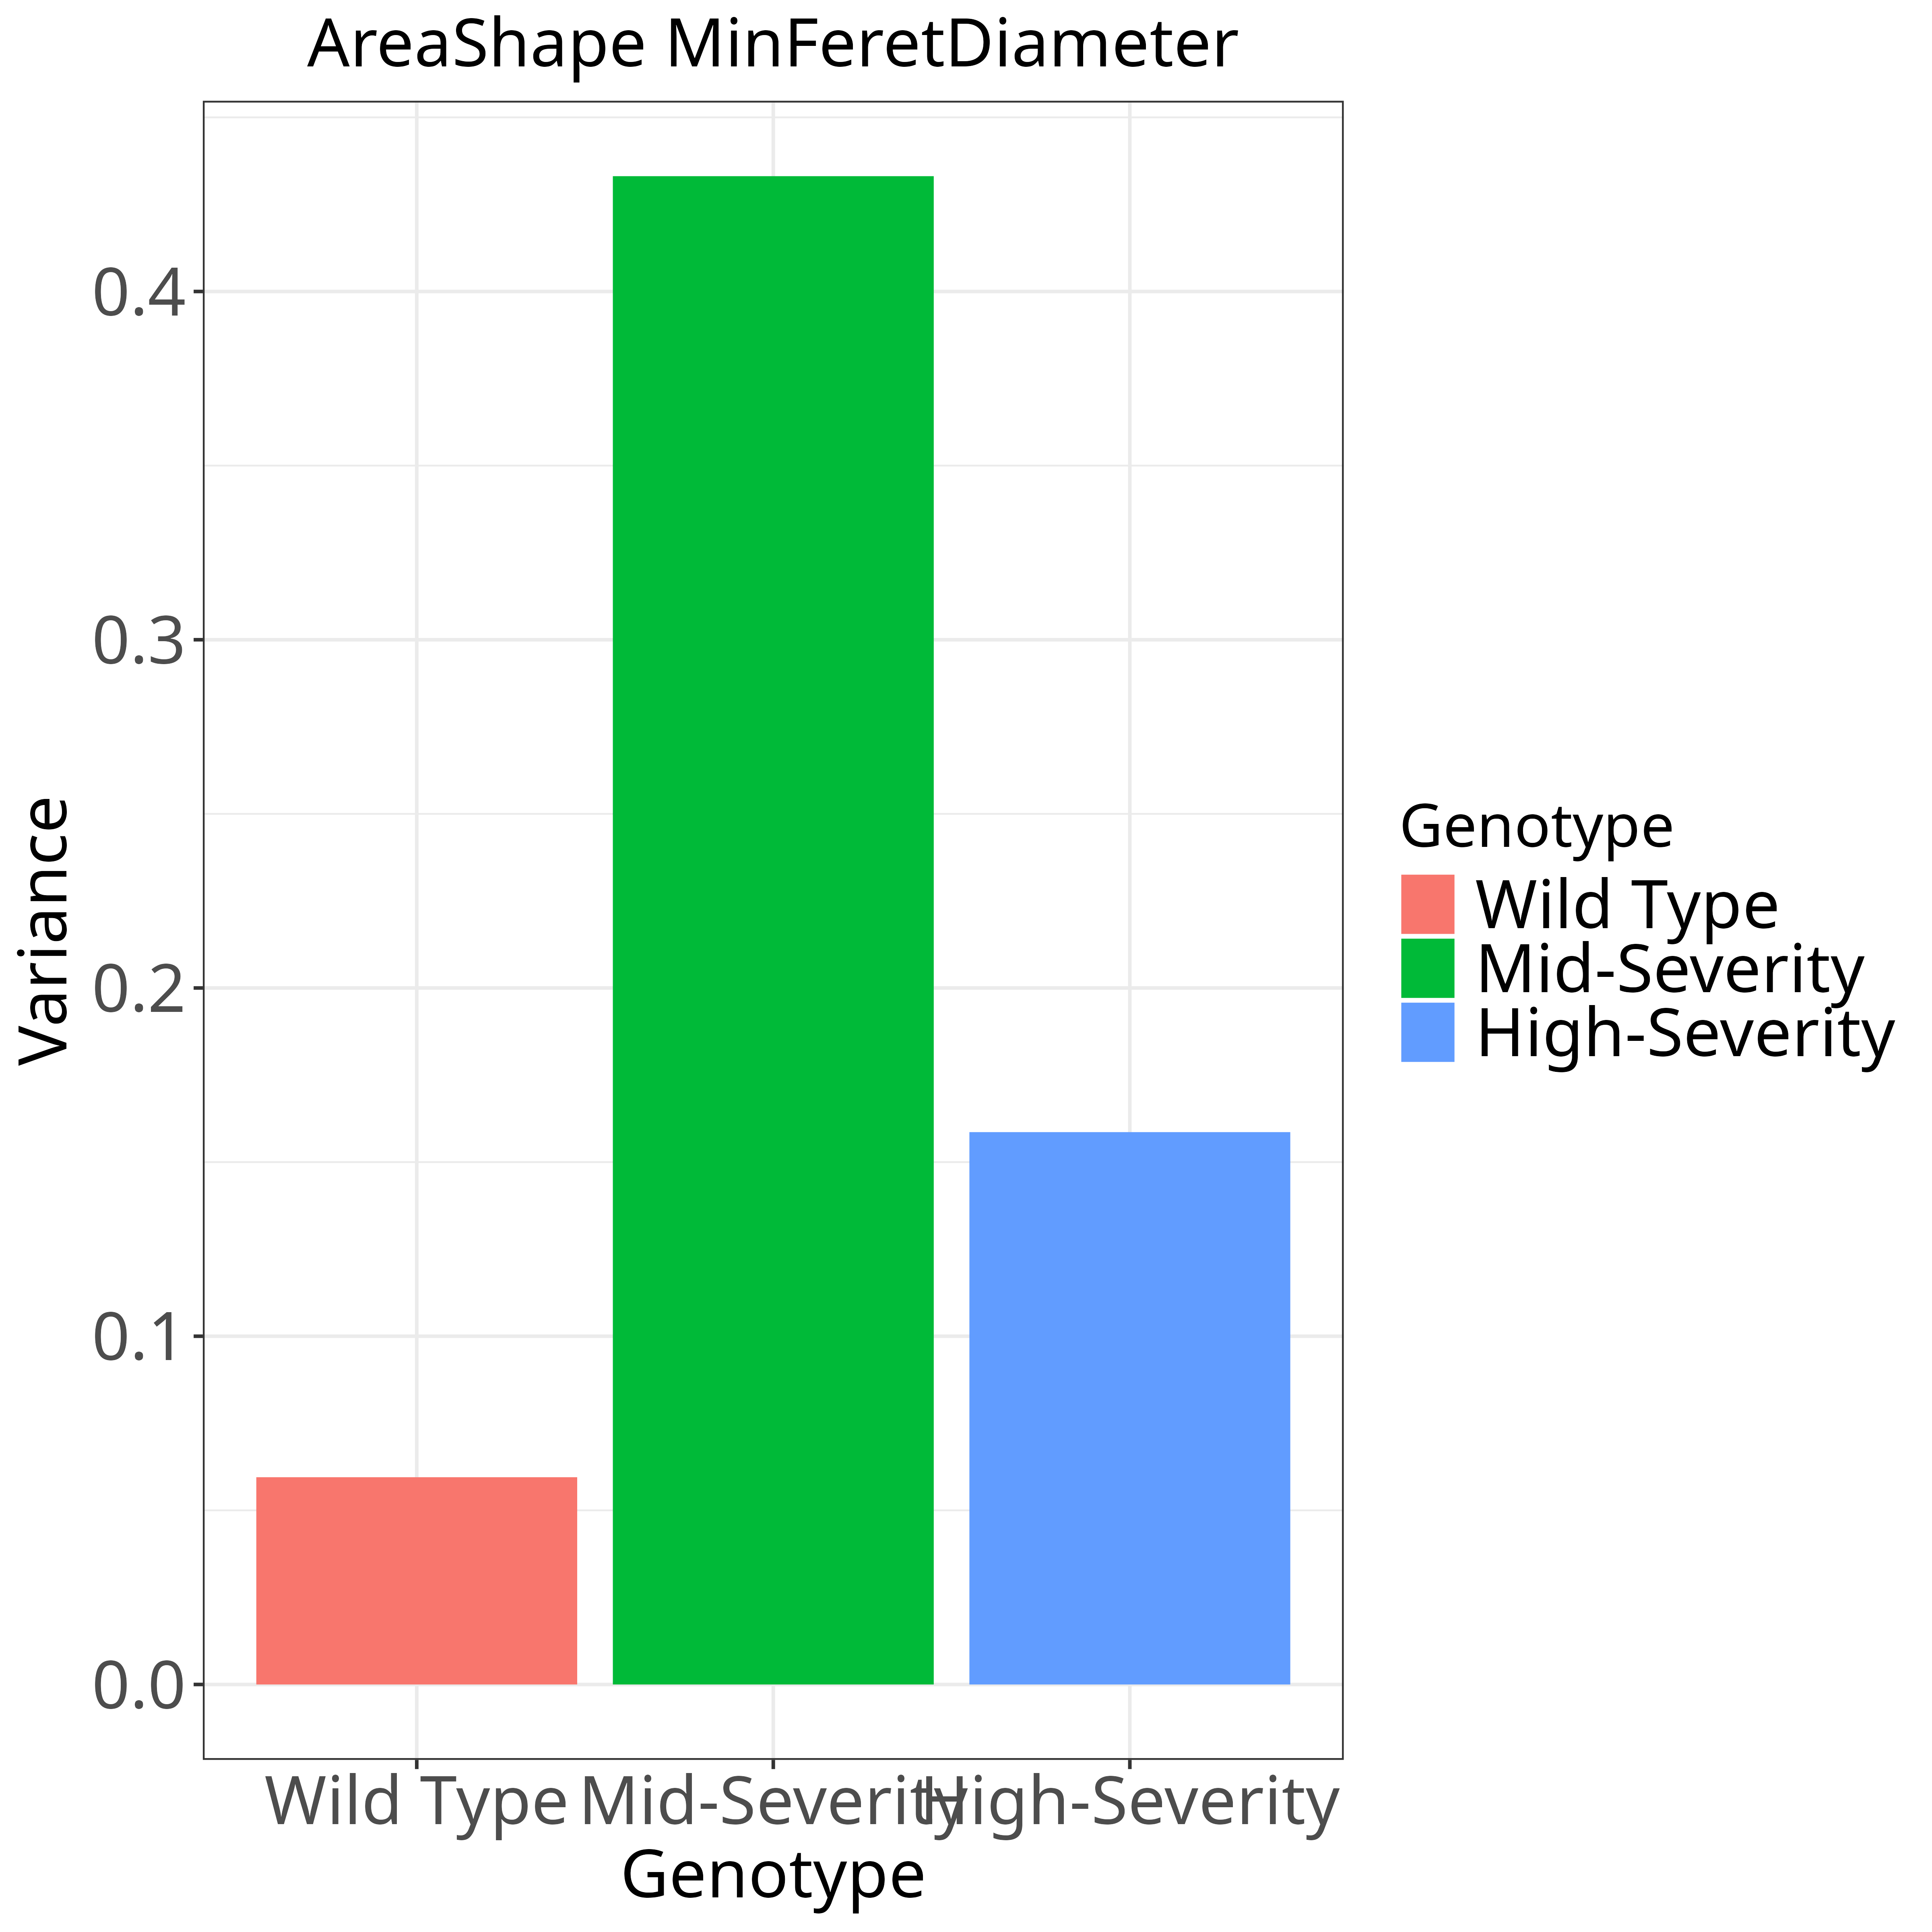 AreaShape MinFeretDiameter
Variance
0.4
0.3
0.2
0.1
0.0
Wild Type Mid-Severity High-Severity
Genotype
Genotype
Wild Type
Mid-Severity
High-Severity